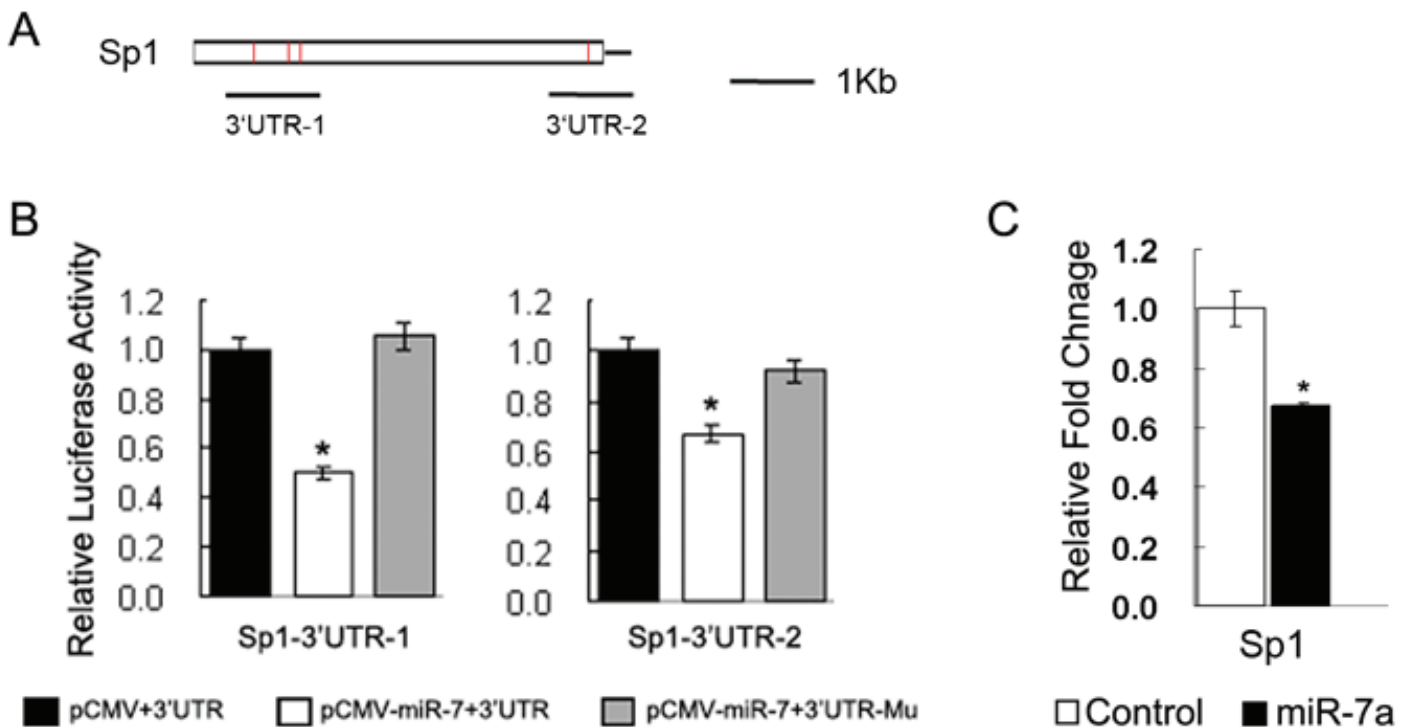 A
Sp1
1Kb
3‘UTR-1
3‘UTR-2
B
Relative Luciferase Activity
1.2
1.0
0.8
0.6
0.4
0.2
0.0
*
Sp1-3'UTR-1
1.2
1.0
0.8
0.6
0.4
0.2
0.0
*
Sp1-3'UTR-2
pCMV+3'UTR
pCMV-miR-7+3'UTR
pCMV-miR-7+3'UTR-Mu
C
Relative Fold Chnage
1.2
1.0
0.8
0.6
0.4
0.2
0.0
*
Sp1
Control
miR-7a